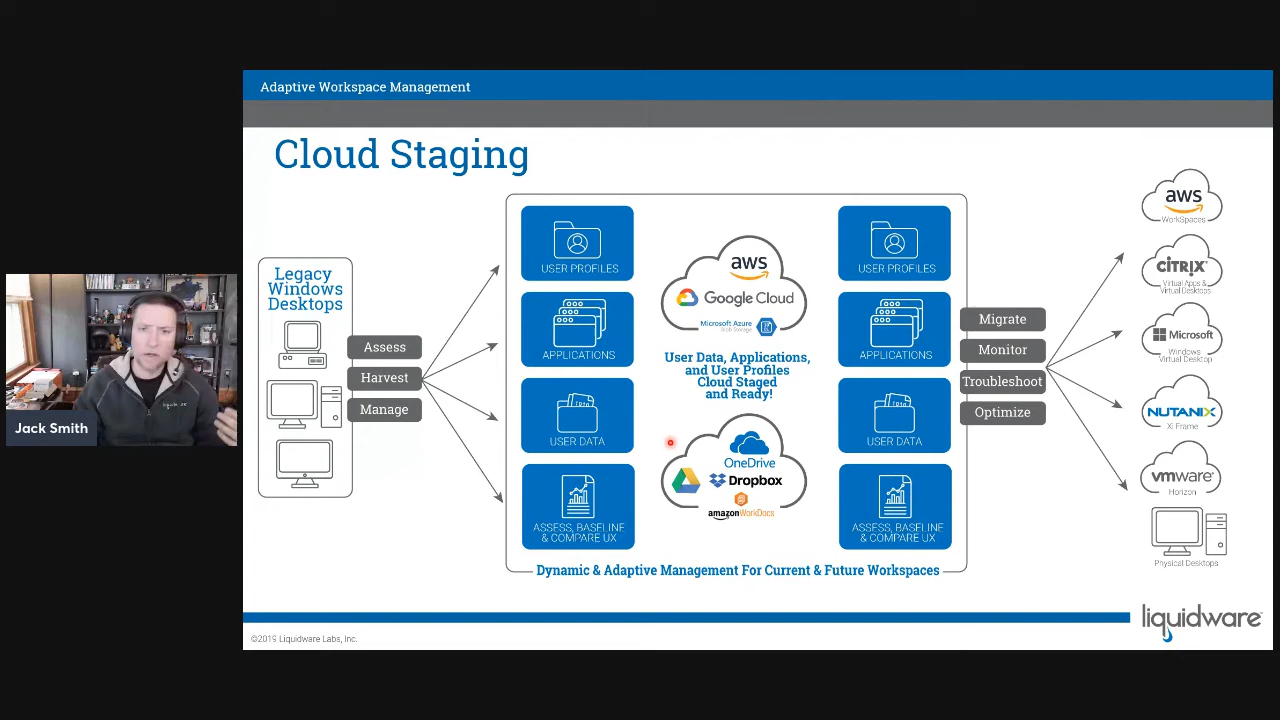 Adaptive Workspace Management
Cloud Staging
Legacy
Windows
Desktops
Assess
Harvest
Manage
USER PROFILES
APPLICATIONS
USER DATA
ASSESS, BASELINE
& COMPARE UX
aws
Google Cloud
Microsoft Azure
Blob Storage
User Data, Applications,
and User Profiles
Cloud Staged
and Ready!
OneDrive
Dropbox
amazon WorkDocs
USER PROFILES
APPLICATIONS
USER DATA
ASSESS, BASELINE
& COMPARE UX
Dynamic & Adaptive Management For Current & Future Workspaces
Migrate
Monitor
Troubleshoot
Optimize
aws
WorkSpaces
CITRIX
Virtual Apps &
Virtual Desktops
Microsoft
Windows
Virtual Desktop
NUTANIX
Xi Frame
vmware
Horizon
Physical Desktops
Jack Smith
©2019 Liquidware Labs, Inc.
liquidware